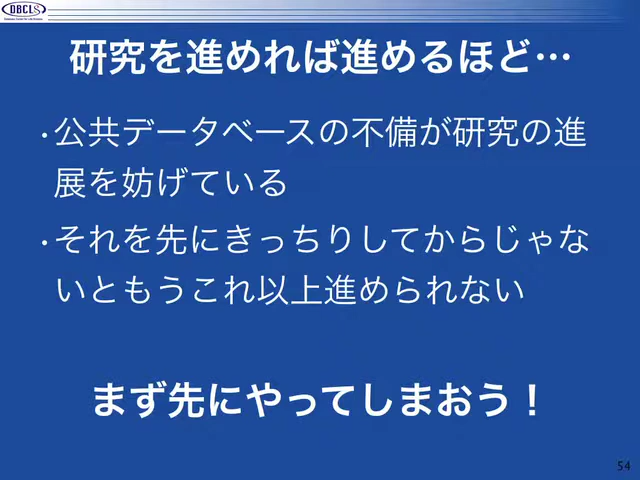 DBCLS
研究を進めれば進めるほど…
・公共データベースの不備が研究の進
展を妨げている
・それを先にきっちりしてからじゃな
いともうこれ以上進められない
まず先にやってしまおう！
54